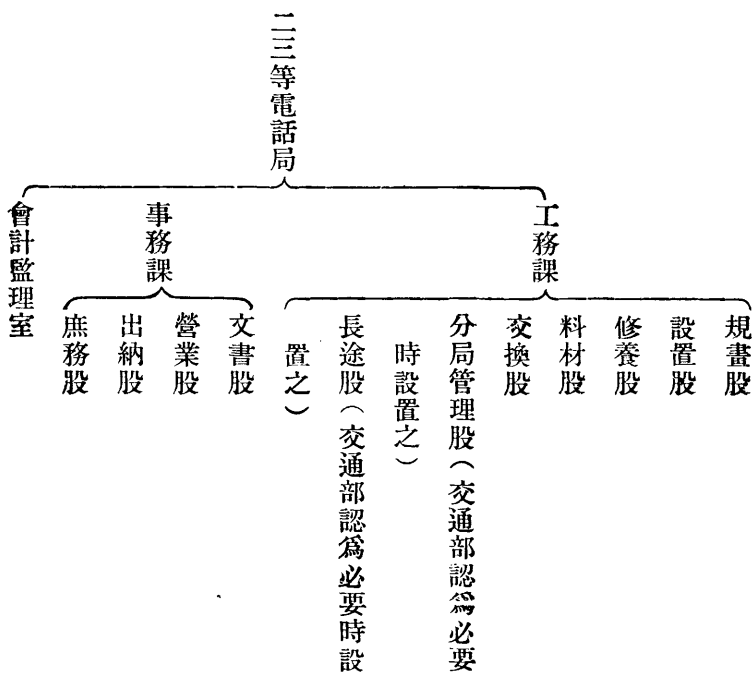 二三等電話局
工務課
規畫股
設置股
修養股
料材股
交換股
分局管理股（交通部認爲必要
時設置之）
長途股（交通部認爲必要時設
置之）
事務課
文書股
營業股
出納股
庶務股
會計監理室